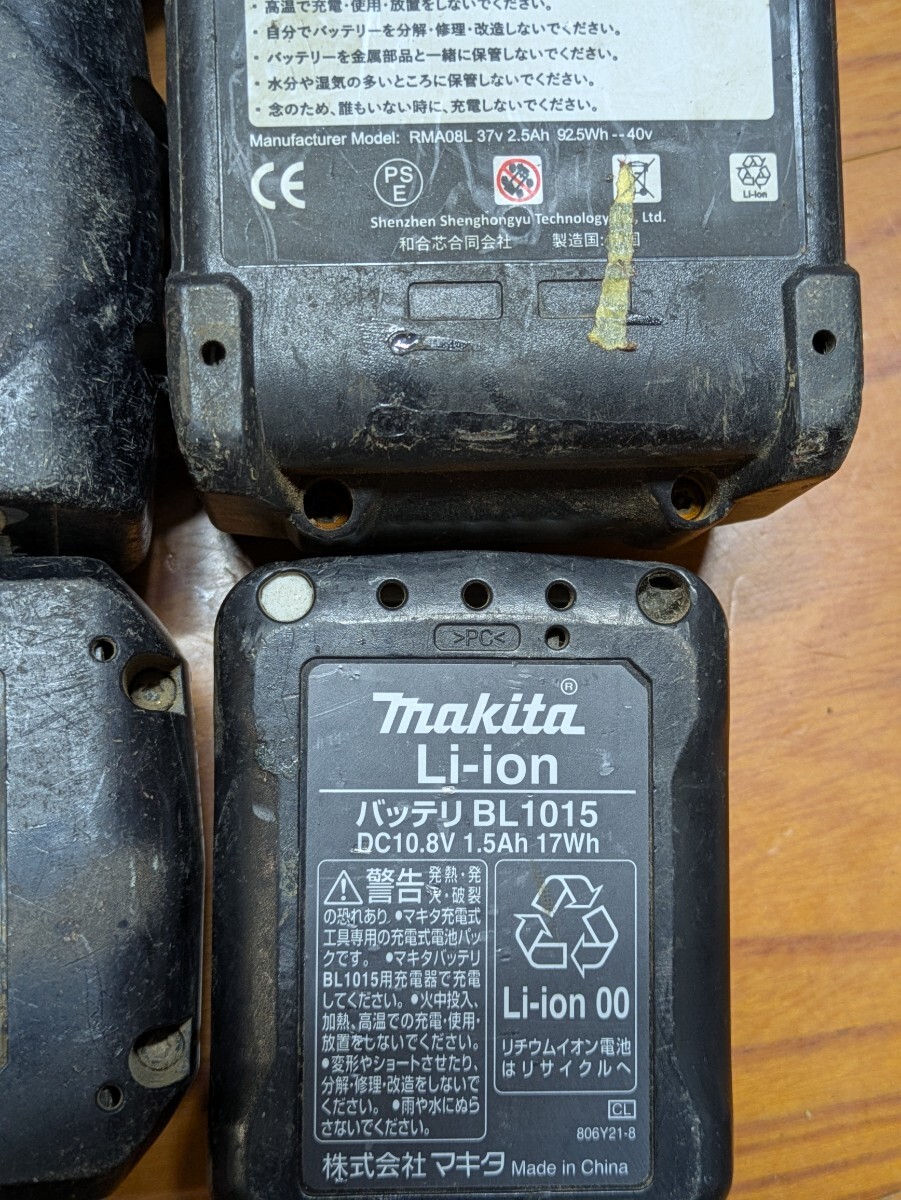 ・高温で充電・使用・放置をしないでください。
・自分でバッテリーを分解・修理・改造しないでください。
・バッテリーを金属部品と一緒に保管しないでください。
・水分や湿気の多いところに保管しないでください。
・念のため、誰もいない時に、充電しないでください。
Manufacturer Model: RMA08L 37v 2.5Ah 92.5Wh--40v
CE
PS
E
Li-ion
Shenzhen Shenghongyu Technology Ltd.
和合芯合同会社 製造国: 国
>PC<
makita®
Li-ion
バッテリ BL1015
DC10.8V 1.5Ah 17Wh
警告 発熱・発
火・破裂
の恐れあり.●マキタ充電式
工具専用の充電式電池パッ
クです。 ●マキタバッテリ
BL1015用充電器で充電
してください。●火中投入、
加熱、高温での充電・使用・
放置をしないでください。
●変形やショートさせたり、
分解・修理・改造をしないで
ください。 ●雨や水にぬら
さないでください。
Li-ion 00
リチウムイオン電池
はリサイクルへ
CL
806Y21-8
株式会社 マキタ Made in China